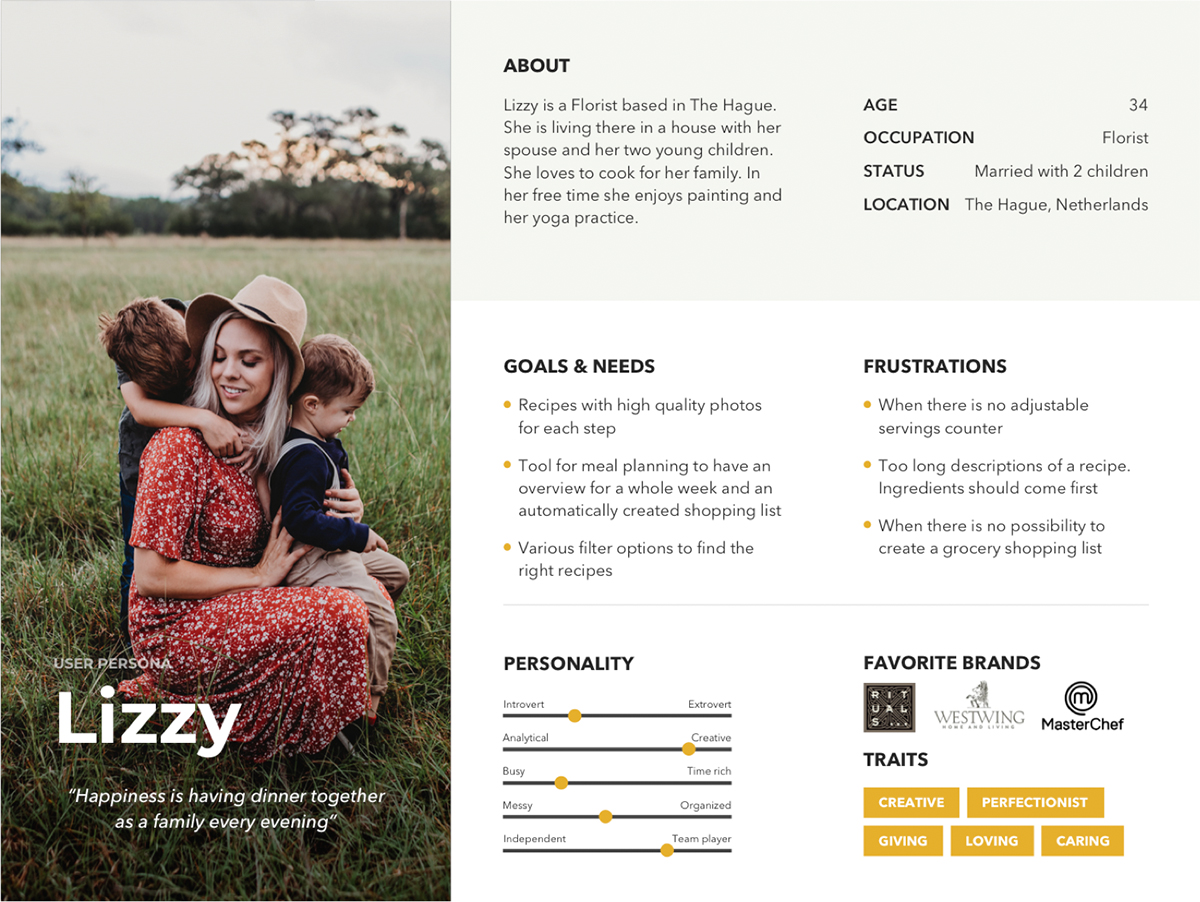 USER PERSONA
Lizzy
“Happiness is having dinner together
as a family every evening“
ABOUT
Lizzy is a Florist based in The Hague.
She is living there in a house with her
spouse and her two young children.
She loves to cook for her family. In
her free time she enjoys painting and
her yoga practice.
AGE 34
OCCUPATION Florist
STATUS Married with 2 children
LOCATION The Hague, Netherlands
GOALS & NEEDS
Recipes with high quality photos
for each step
Tool for meal planning to have an
overview for a whole week and an
automatically created shopping list
Various filter options to find the
right recipes
FRUSTRATIONS
When there is no adjustable
servings counter
Too long descriptions of a recipe.
Ingredients should come first
When there is no possibility to
create a grocery shopping list
PERSONALITY
Introvert Extrovert
Analytical Creative
Busy Time rich
Messy Organized
Independent Team player
FAVORITE BRANDS
RIT
UAL
S...
WESTWING
HOME AND LIVING
m
MasterChef
TRAITS
CREATIVE PERFECTIONIST
GIVING LOVING CARING